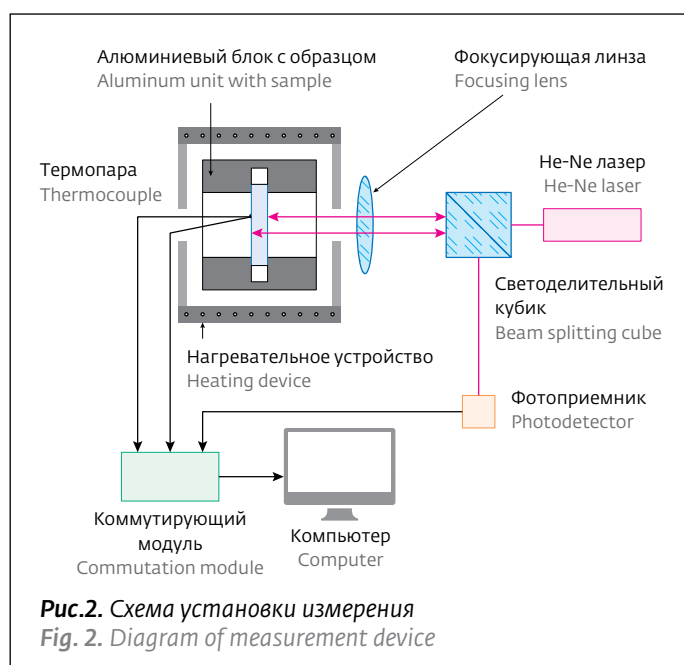 Алюминиевый блок с образцом
Aluminum unit with sample
Фокусирующая линза
Focusing lens
Термопара
Thermocouple
He-Ne лазер
He-Ne laser
Светоделительный
кубик
Beam splitting cube
Нагревательное устройство
Heating device
Фотоприемник
Photodetector
Коммутирующий
модуль
Commutation module
Компьютер
Computer
Рис.2. Схема установки измерения
Fig. 2. Diagram of measurement device